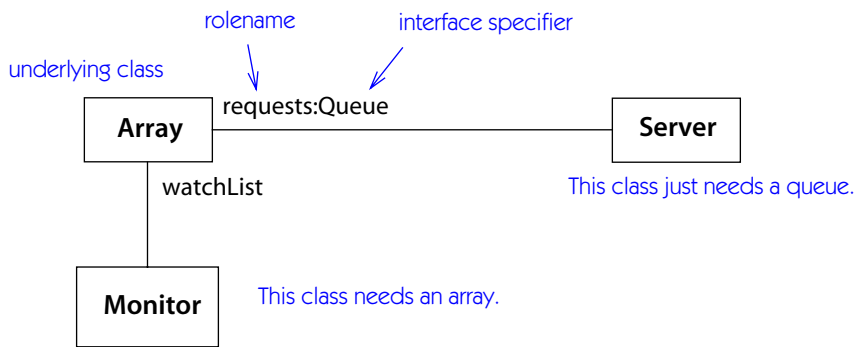 rolename
interface specifier
underlying class
requests:Queue
Array
Server
watchList
This class just needs a queue.
Monitor
This class needs an array.